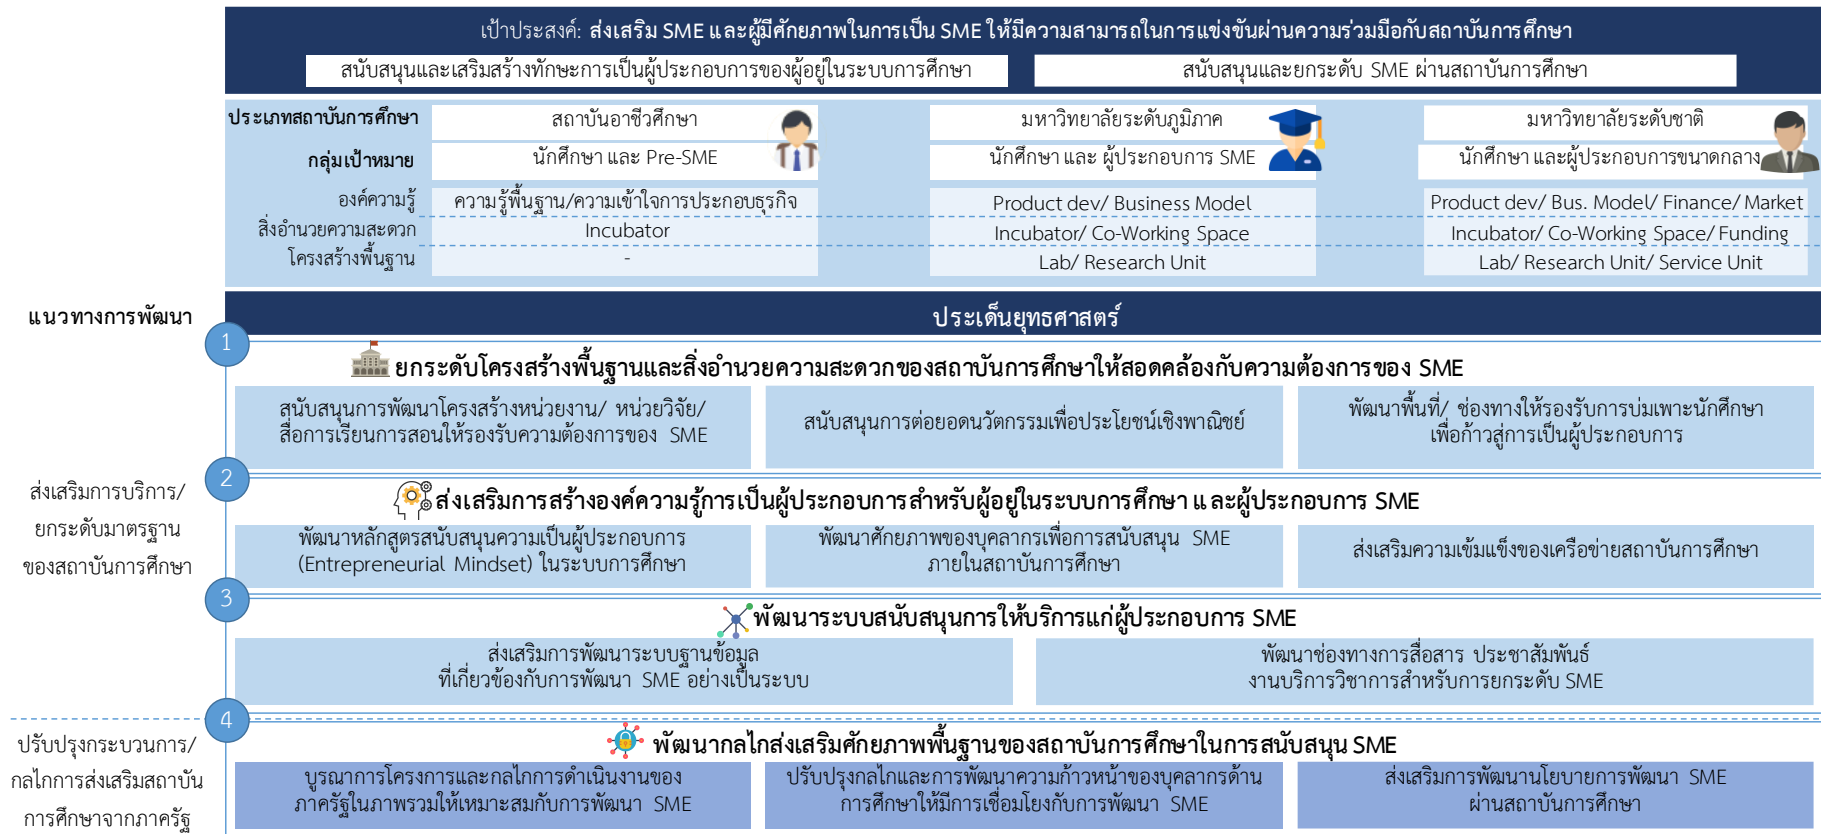 เป้าประสงค์: ส่งเสริม SME และผู้มีศักยภาพในการเป็น SME ให้มีความสามารถในการแข่งขันผ่านความร่วมมือกับสถาบันการศึกษา
สนับสนุนและเสริมสร้างทักษะการเป็นผู้ประกอบการของผู้อยู่ในระบบการศึกษา
สนับสนุนและยกระดับ SME ผ่านสถาบันการศึกษา
ประเภทสถาบันการศึกษา
สถาบันอาชีวศึกษา
มหาวิทยาลัยระดับภูมิภาค
มหาวิทยาลัยระดับชาติ
กลุ่มเป้าหมาย
นักศึกษา และ Pre-SME
นักศึกษา และ ผู้ประกอบการ SME
นักศึกษา และผู้ประกอบการขนาดกลาง
องค์ความรู้
ความรู้พื้นฐาน/ความเข้าใจการประกอบธุรกิจ
Product dev/ Business Model
Product dev/ Bus. Model/ Finance/ Market
สิ่งอำนวยความสะดวก
Incubator
Incubator/ Co-Working Space
Incubator/ Co-Working Space/ Funding
โครงสร้างพื้นฐาน
-
Lab/ Research Unit
Lab/ Research Unit/ Service Unit
แนวทางการพัฒนา
ประเด็นยุทธศาสตร์
1
ยกระดับโครงสร้างพื้นฐานและสิ่งอำนวยความสะดวกของสถาบันการศึกษาให้สอดคล้องกับความต้องการของ SME
สนับสนุนการพัฒนาโครงสร้างหน่วยงาน/ หน่วยวิจัย/
สื่อการเรียนการสอนให้รองรับความต้องการของ SME
สนับสนุนการต่อยอดนวัตกรรมเพื่อประโยชน์เชิงพาณิชย์
พัฒนาพื้นที่/ ช่องทางให้รองรับการบ่มเพาะนักศึกษา
เพื่อก้าวสู่การเป็นผู้ประกอบการ
ส่งเสริมการบริการ/
ยกระดับมาตรฐาน
ของสถาบันการศึกษา
2
ส่งเสริมการสร้างองค์ความรู้การเป็นผู้ประกอบการสำหรับผู้อยู่ในระบบการศึกษา และผู้ประกอบการ SME
พัฒนาหลักสูตรสนับสนุนความเป็นผู้ประกอบการ
(Entrepreneurial Mindset) ในระบบการศึกษา
พัฒนาศักยภาพของบุคลากรเพื่อการสนับสนุน SME
ภายในสถาบันการศึกษา
ส่งเสริมความเข้มแข็งของเครือข่ายสถาบันการศึกษา
3
พัฒนาระบบสนับสนุนการให้บริการแก่ผู้ประกอบการ SME
ส่งเสริมการพัฒนาระบบฐานข้อมูล
ที่เกี่ยวข้องกับการพัฒนา SME อย่างเป็นระบบ
พัฒนาช่องทางการสื่อสาร ประชาสัมพันธ์
งานบริการวิชาการสำหรับการยกระดับ SME
4
ปรับปรุงกระบวนการ/
กลไกการส่งเสริมสถาบัน
การศึกษาจากภาครัฐ
พัฒนากลไกส่งเสริมศักยภาพพื้นฐานของสถาบันการศึกษาในการสนับสนุน SME
บูรณาการโครงการและกลไกการดำเนินงานของ
ภาครัฐในภาพรวมให้เหมาะสมกับการพัฒนา SME
ปรับปรุงกลไกและการพัฒนาความก้าวหน้าของบุคลากรด้าน
การศึกษาให้มีการเชื่อมโยงกับการพัฒนา SME
ส่งเสริมการพัฒนานโยบายการพัฒนา SME
ผ่านสถาบันการศึกษา